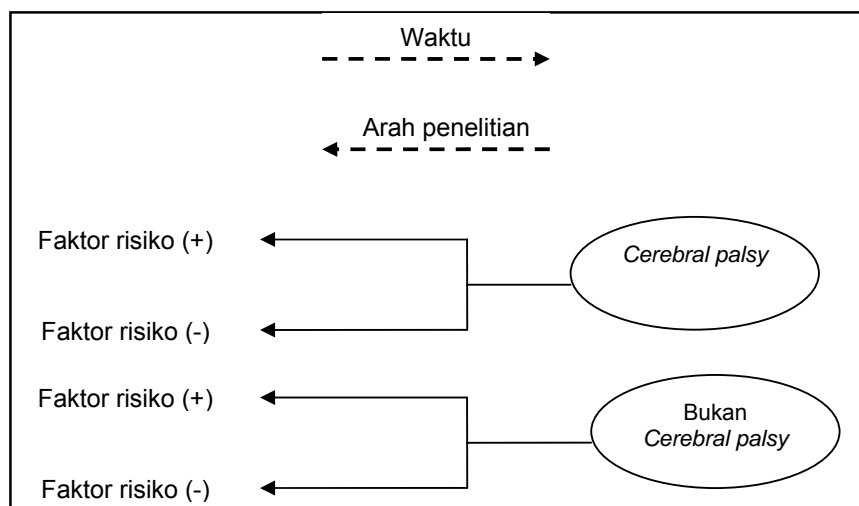 Waktu
Arah penelitian
Faktor risiko (+)
Cerebral palsy
Faktor risiko (-)
Faktor risiko (+)
Bukan
Cerebral palsy
Faktor risiko (-)